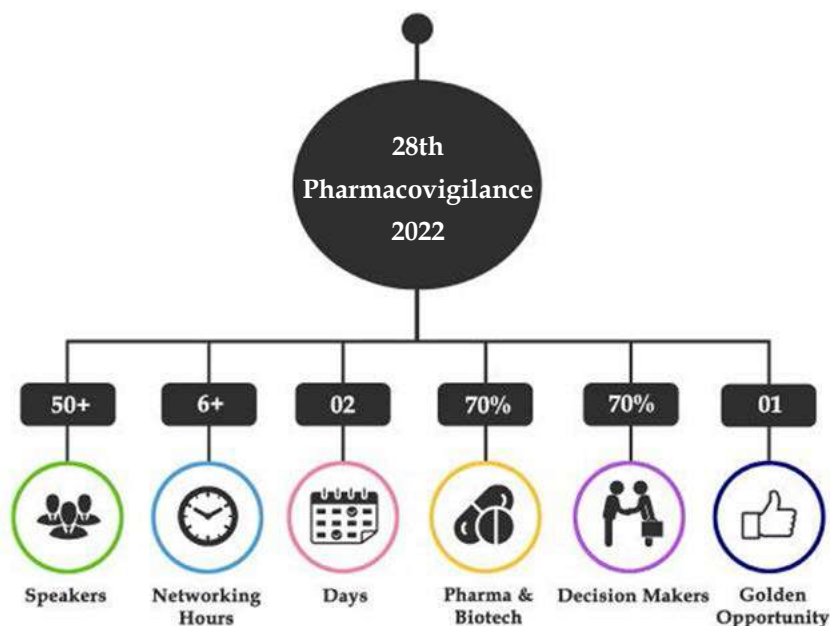 28th
Pharmacovigilance
2022
50+
6+
02
70%
70%
01
Speakers
Networking
Hours
Days
Pharma &
Biotech
Decision Makers
Golden
Opportunity